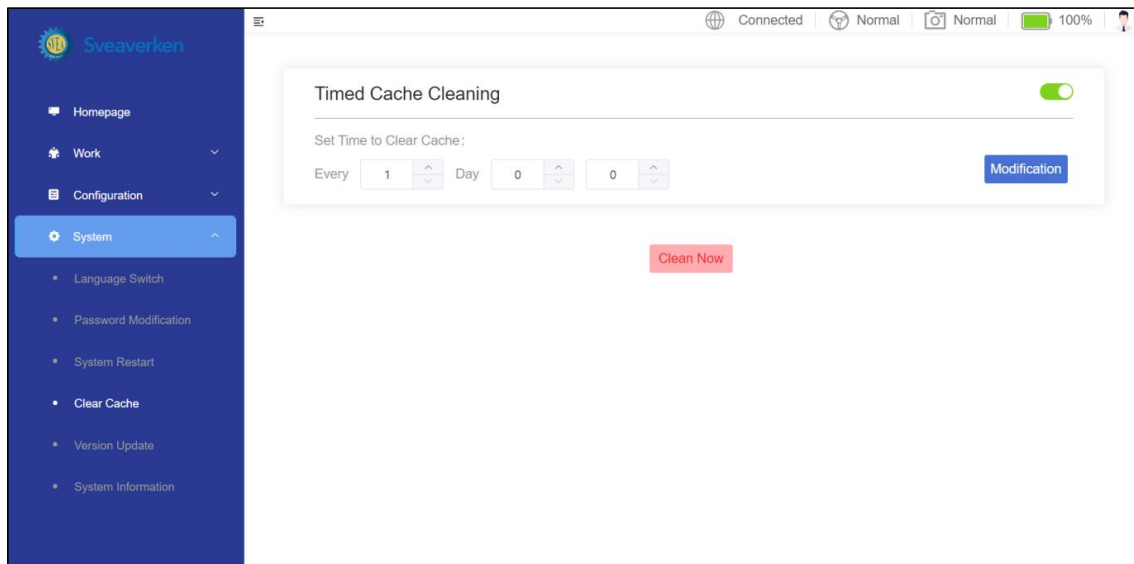 Sveaverken
Connected Normal Normal 100%
Homepage
Work
Configuration
System
Language Switch
Password Modification
System Restart
Clear Cache
Version Update
System Information
Timed Cache Cleaning
Set Time to Clear Cache:
Every 1 Day 0 0
Modification
Clean Now